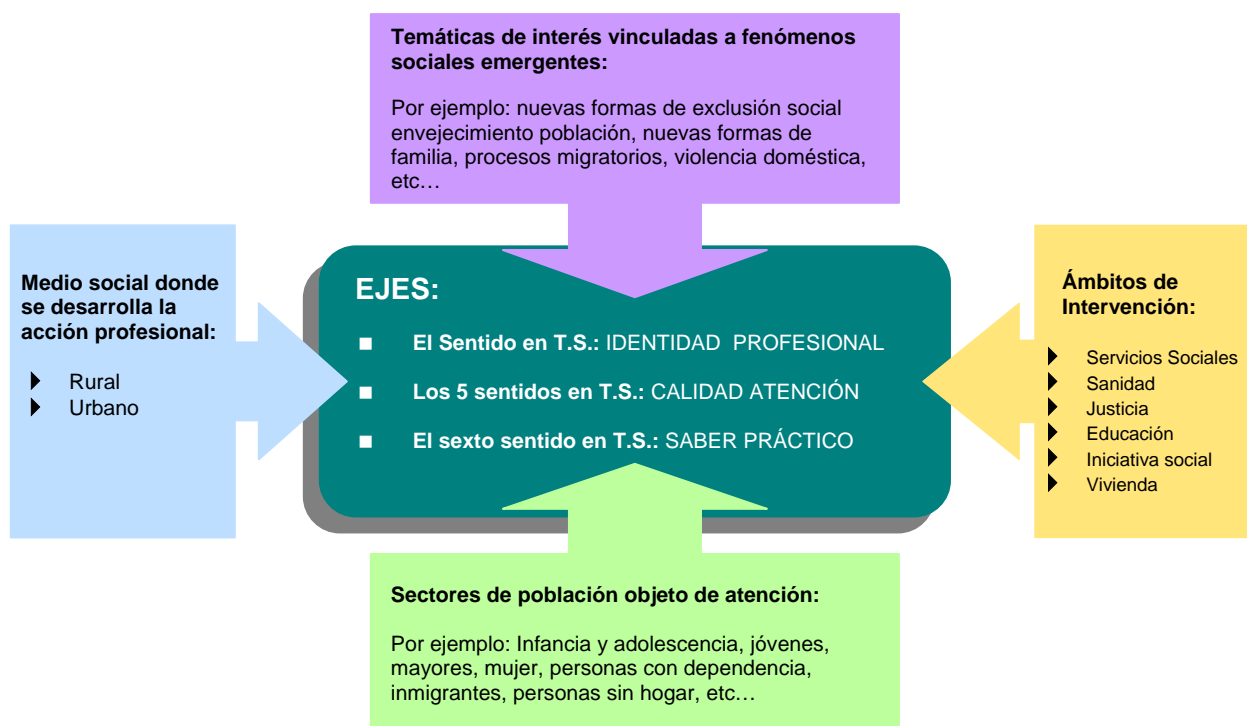 Temáticas de interés vinculadas a fenómenos
sociales emergentes:
Por ejemplo: nuevas formas de exclusión social
envejecimiento población, nuevas formas de
familia, procesos migratorios, violencia doméstica,
etc…
Medio social donde
se desarrolla la
acción profesional:
Rural
Urbano
EJES:
El Sentido en T.S.: IDENTIDAD PROFESIONAL
Los 5 sentidos en T.S.: CALIDAD ATENCIÓN
El sexto sentido en T.S.: SABER PRÁCTICO
Ámbitos de
Intervención:
Servicios Sociales
Sanidad
Justicia
Educación
Iniciativa social
Vivienda
Sectores de población objeto de atención:
Por ejemplo: Infancia y adolescencia, jóvenes,
mayores, mujer, personas con dependencia,
inmigrantes, personas sin hogar, etc…